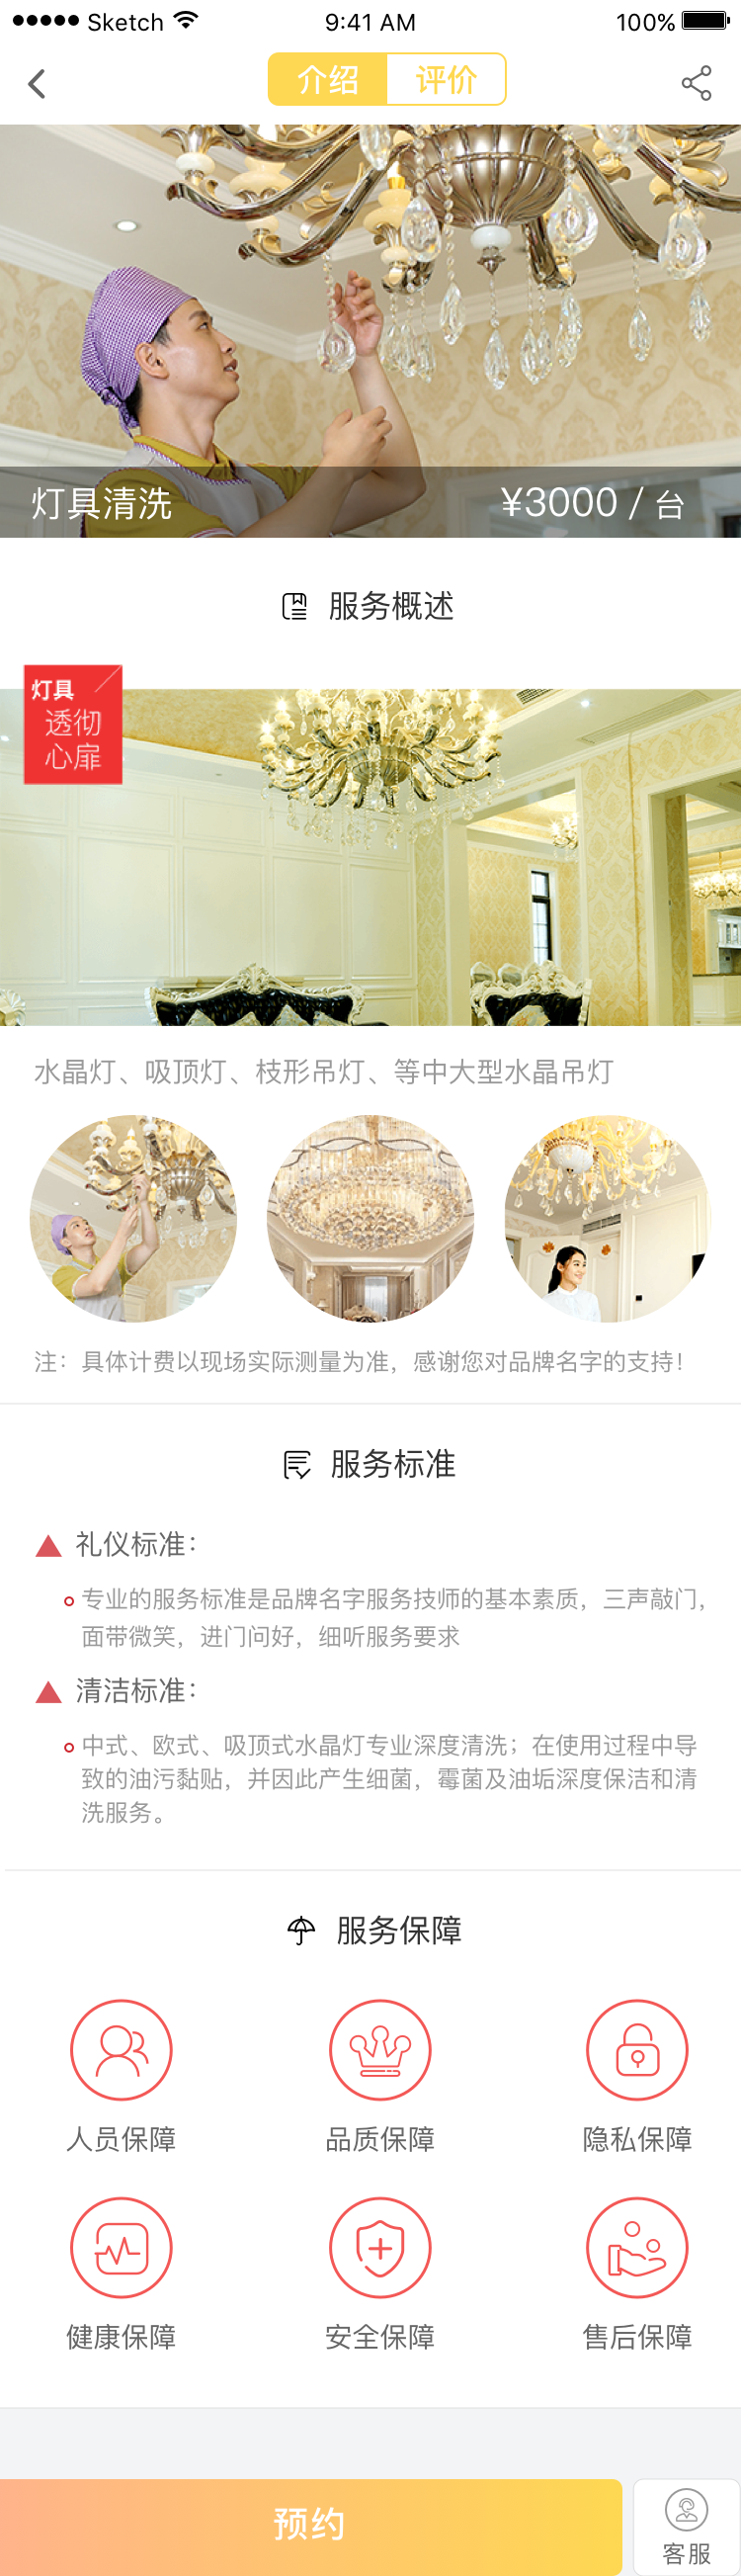 Sketch 9:41 AM 100%
介绍 评价
灯具清洗 ¥3000 / 台
服务概述
灯具
透彻
心扉
水晶灯、吸顶灯、枝形吊灯、等中大型水晶吊灯
注：具体计费以现场实际测量为准，感谢您对品牌名字的支持！
服务标准
礼仪标准：
专业的服务标准是品牌名字服务技师的基本素质，三声敲门，
面带微笑，进门问好，细听服务要求
清洁标准：
中式、欧式、吸顶式水晶灯专业深度清洗；在使用过程中导
致的油污黏贴，并因此产生细菌，霉菌及油垢深度保洁和清
洗服务。
服务保障
人员保障 品质保障 隐私保障
健康保障 安全保障 售后保障
预约 客服